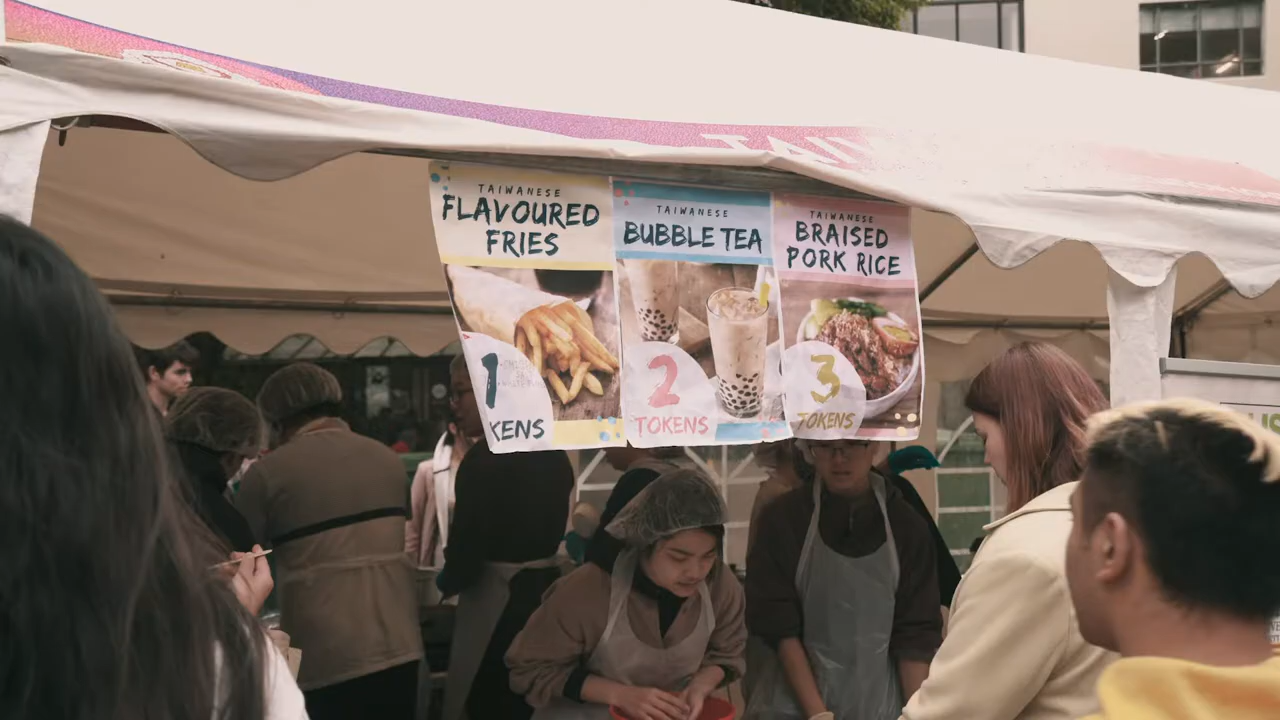 TAIWANESE
FLAVOURED
FRIES
1
KENS
TAIWANESE
BUBBLE TEA
2
TOKENS
TAIWANESE
BRAISED
PORK RICE
3
TOKENS